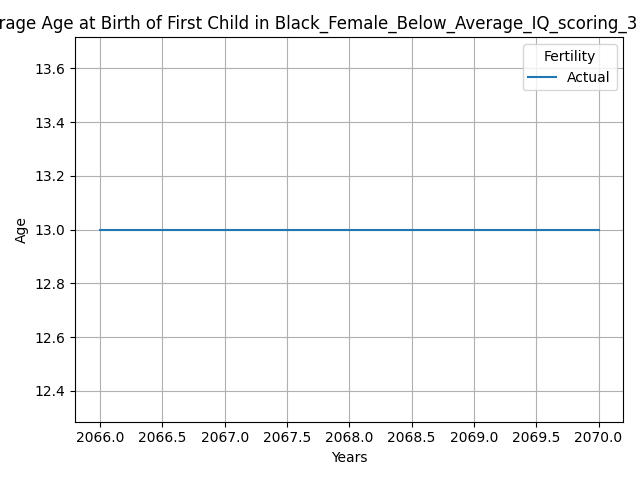 rage Age at Birth of First Child in Black_Female_Below_Average_IQ_scoring_3
Fertility
Actual
13.6
13.4
13.2
13.0
12.8
12.6
12.4
Age
2066.0 2066.5 2067.0 2067.5 2068.0 2068.5 2069.0 2069.5 2070.0
Years